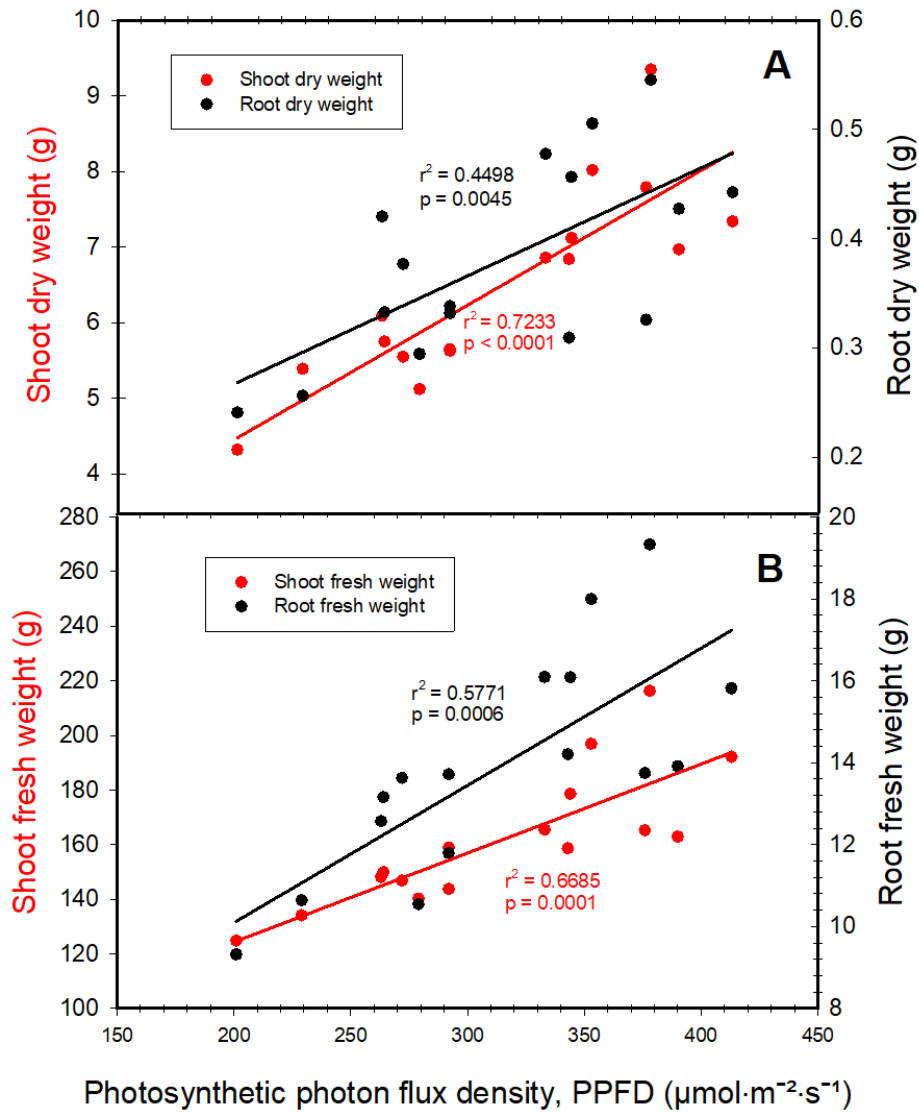 A
Shoot dry weight
Root dry weight
r² = 0.4498
p = 0.0045
r² = 0.7233
p < 0.0001
Shoot dry weight (g)
10
9
8
7
6
5
4
Root dry weight (g)
0.6
0.5
0.4
0.3
0.2
B
Shoot fresh weight
Root fresh weight
r² = 0.5771
p = 0.0006
r² = 0.6685
p = 0.0001
Shoot fresh weight (g)
280
260
240
220
200
180
160
140
120
100
Root fresh weight (g)
20
18
16
14
12
10
8
150 200 250 300 350 400 450
Photosynthetic photon flux density, PPFD (µmol·m⁻²·s⁻¹)